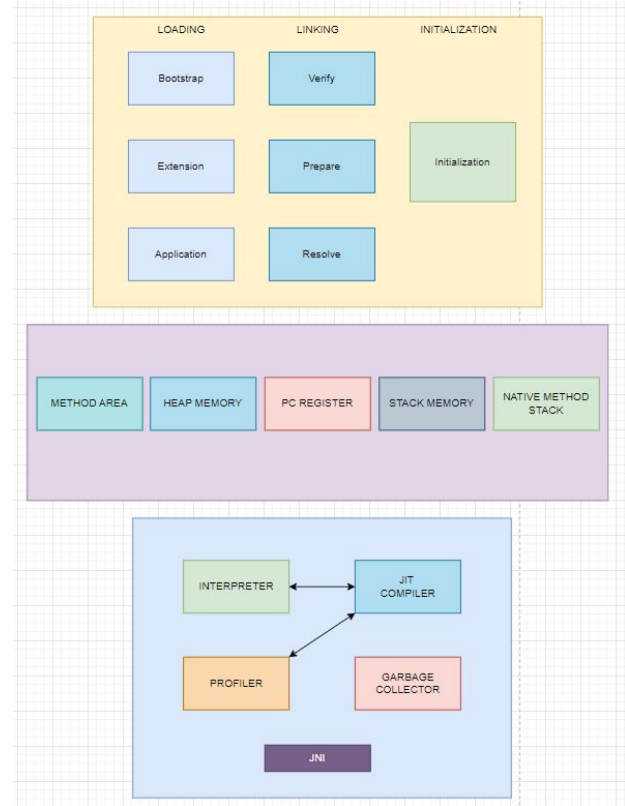 LOADING LINKING INITIALIZATION
Bootstrap Verify
Initialization
Extension Prepare
Application Resolve
METHOD AREA HEAP MEMORY PC REGISTER STACK MEMORY NATIVE METHOD
STACK
INTERPRETER JIT
COMPILER
PROFILER GARBAGE
COLLECTOR
JNI